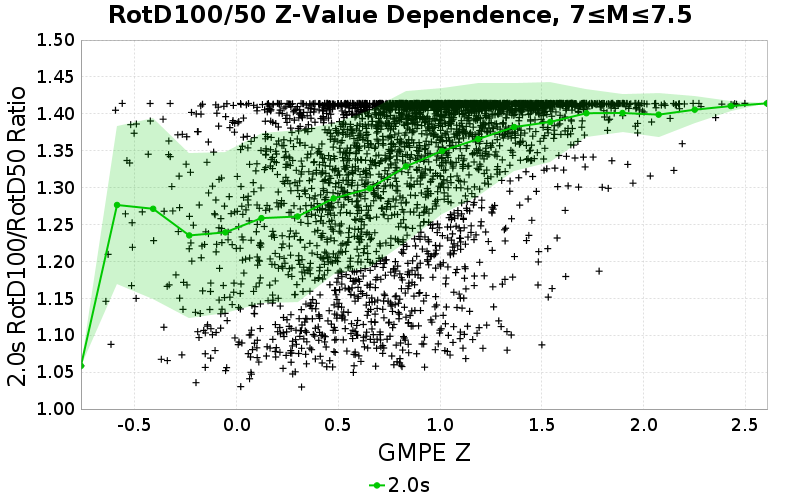 RotD100/50 Z-Value Dependence, 7≤M≤7.5
2.0s RotD100/RotD50 Ratio
1.50
1.45
1.40
1.35
1.30
1.25
1.20
1.15
1.10
1.05
1.00
-0.5 0.0 0.5 1.0 1.5 2.0 2.5
GMPE Z
2.0s